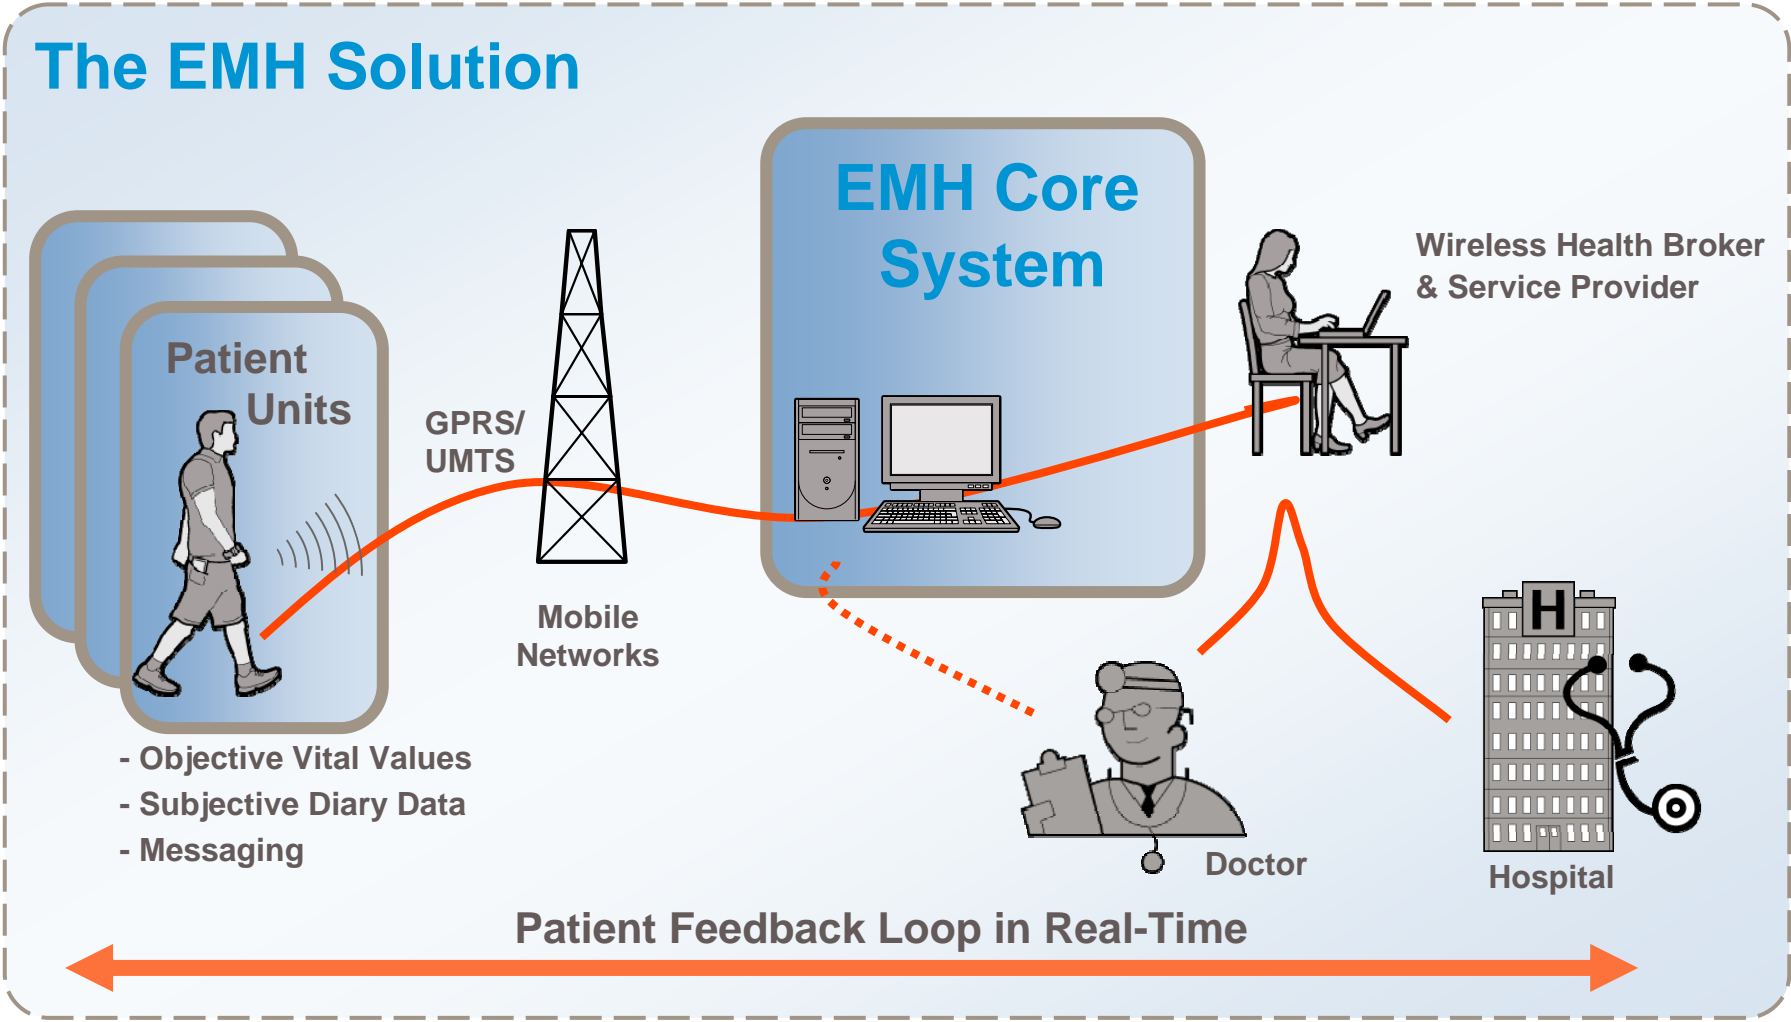 The EMH Solution
EMH Core
System
Wireless Health Broker
& Service Provider
Patient
Units
GPRS/
UMTS
Mobile
Networks
H
- Objective Vital Values
- Subjective Diary Data
- Messaging
Doctor
Hospital
Patient Feedback Loop in Real-Time